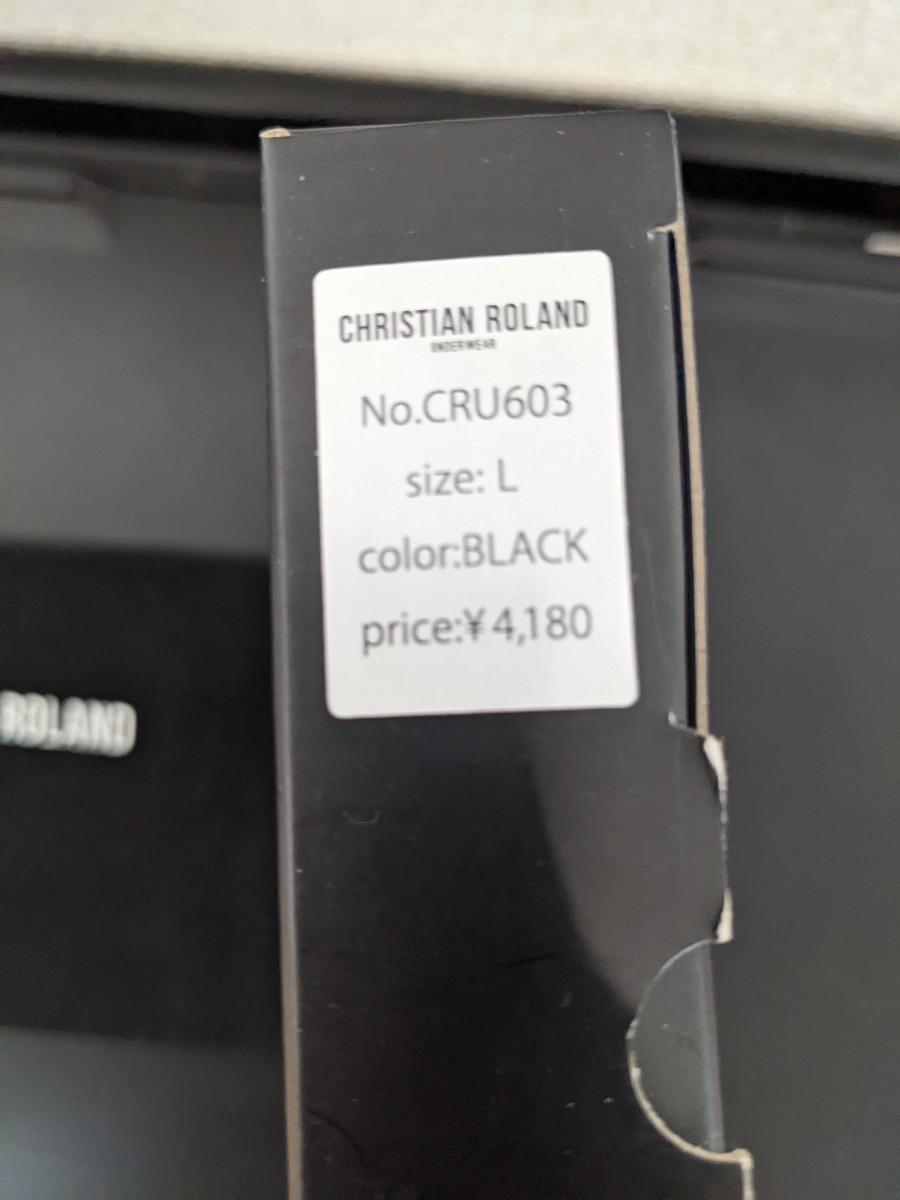 CHRISTIAN ROLAND
UNDERWEAR
No.CRU603
size: L
color:BLACK
price:¥4,180
ROLAND